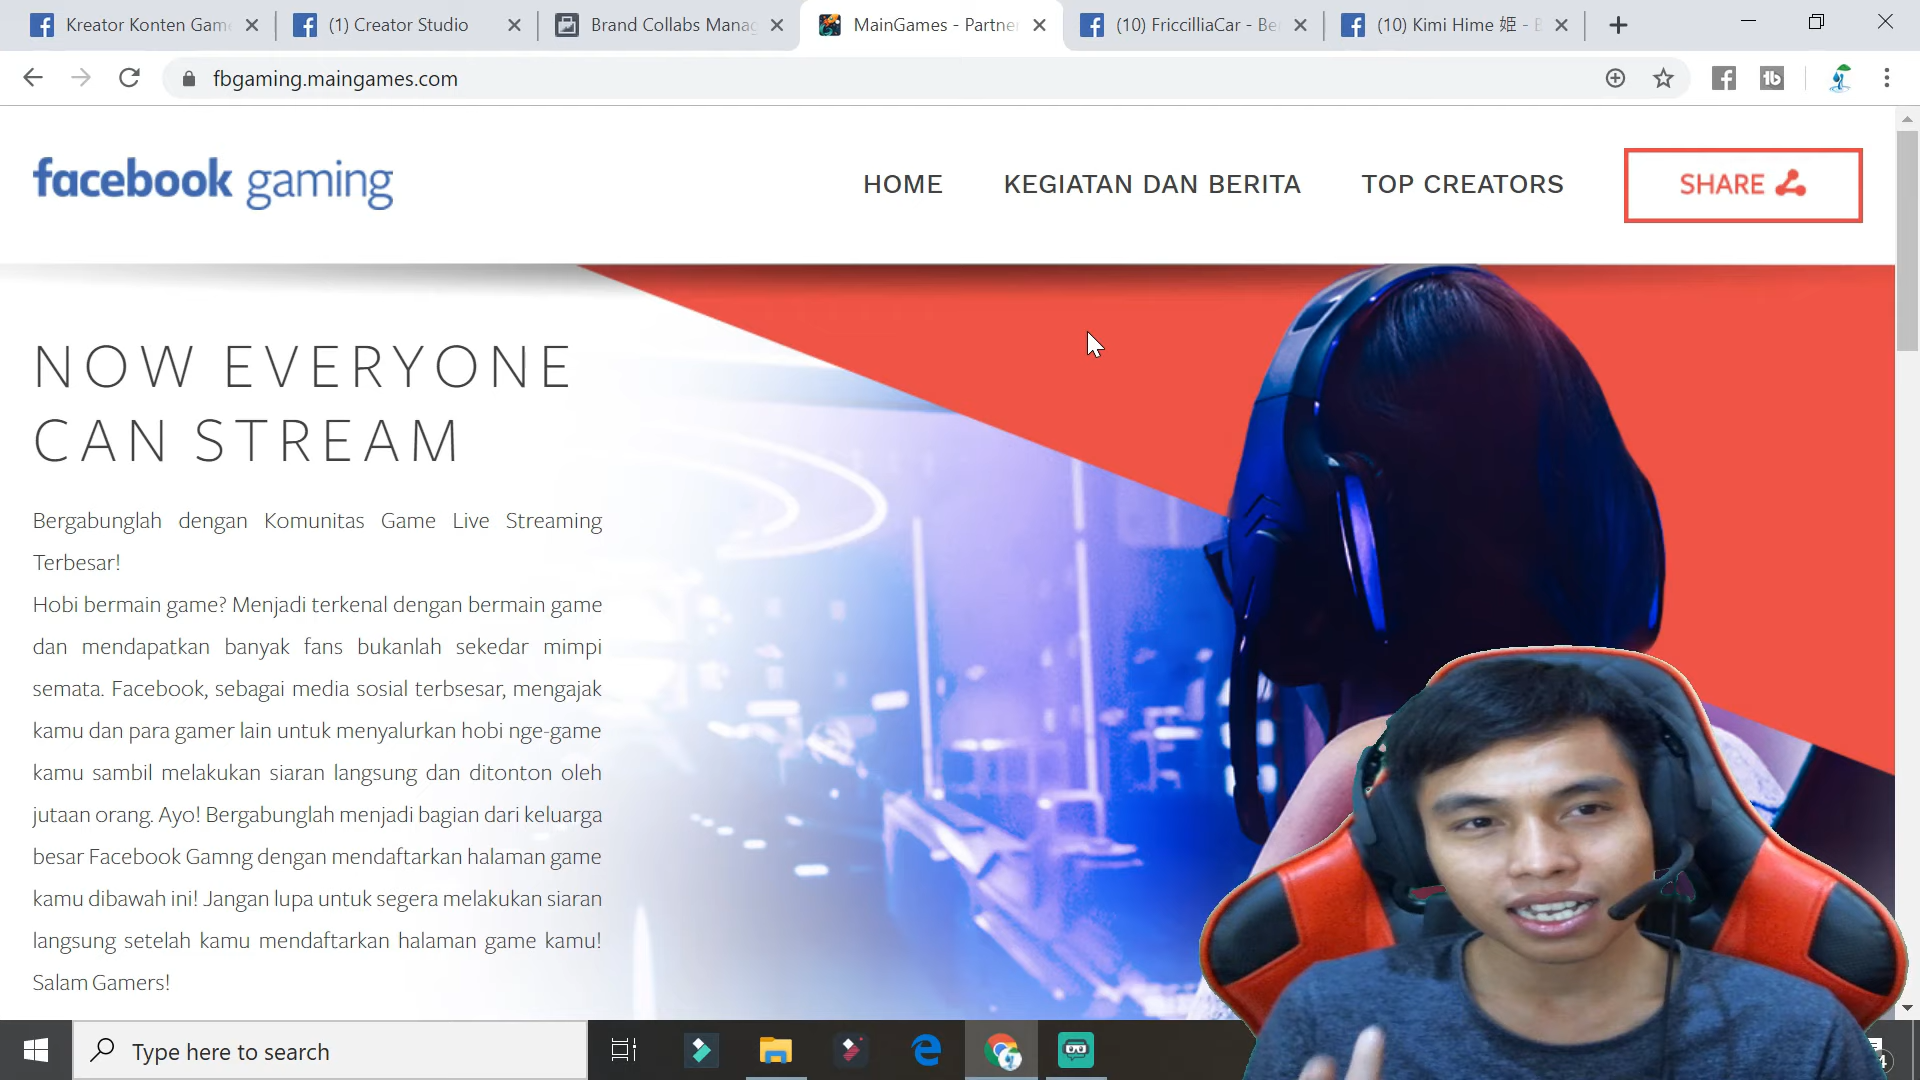 Kreator Konten Gam
(1) Creator Studio
Brand Collabs Manag
MainGames - Partner
(10) FriccilliaCar - Be
(10) Kimi Hime 姫 - B
fbgaming.maingames.com
facebook gaming
HOME
KEGIATAN DAN BERITA
TOP CREATORS
SHARE
NOW EVERYONE
CAN STREAM
Bergabunglah dengan Komunitas Game Live Streaming
Terbesar!
Hobi bermain game? Menjadi terkenal dengan bermain game
dan mendapatkan banyak fans bukanlah sekedar mimpi
semata. Facebook, sebagai media sosial terbsesar, mengajak
kamu dan para gamer lain untuk menyalurkan hobi nge-game
kamu sambil melakukan siaran langsung dan ditonton oleh
jutaan orang. Ayo! Bergabunglah menjadi bagian dari keluarga
besar Facebook Gamng dengan mendaftarkan halaman game
kamu dibawah ini! Jangan lupa untuk segera melakukan siaran
langsung setelah kamu mendaftarkan halaman game kamu!
Salam Gamers!
Type here to search
4